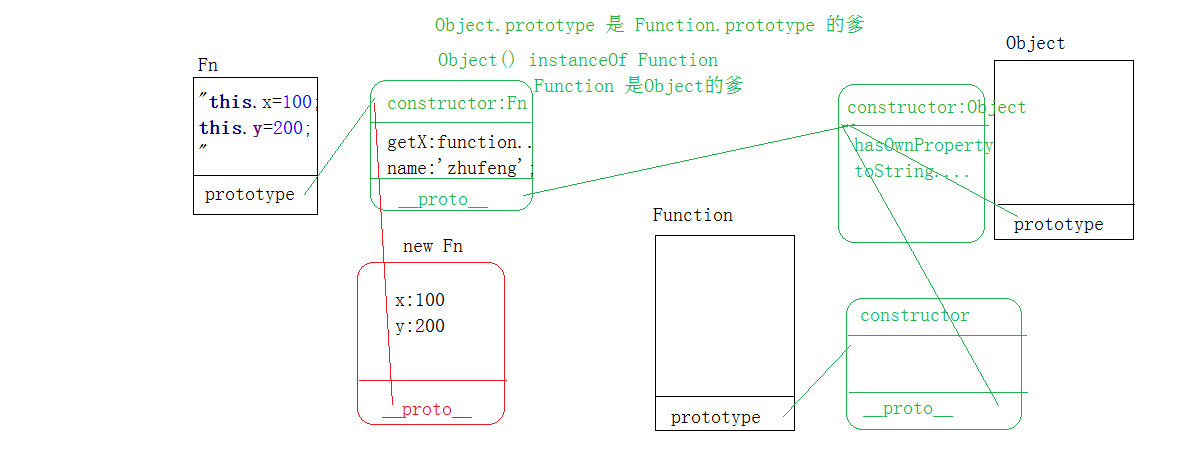 Object.prototype 是 Function.prototype 的爹
Object() instanceOf Function
Function 是Object的爹
Fn
"this.x=100;
this.y=200;
"
prototype
constructor:Fn
getX:function..
name:'zhufeng';
__proto__
new Fn
x:100
y:200
__proto__
Object
constructor:Object
hasOwnProperty
toString....
prototype
Function
prototype
constructor
__proto__